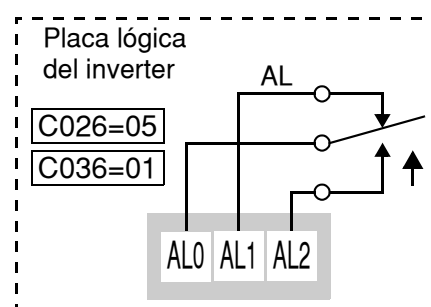 Placa lógica
del inverter
AL
C026=05
C036=01
AL0 AL1 AL2